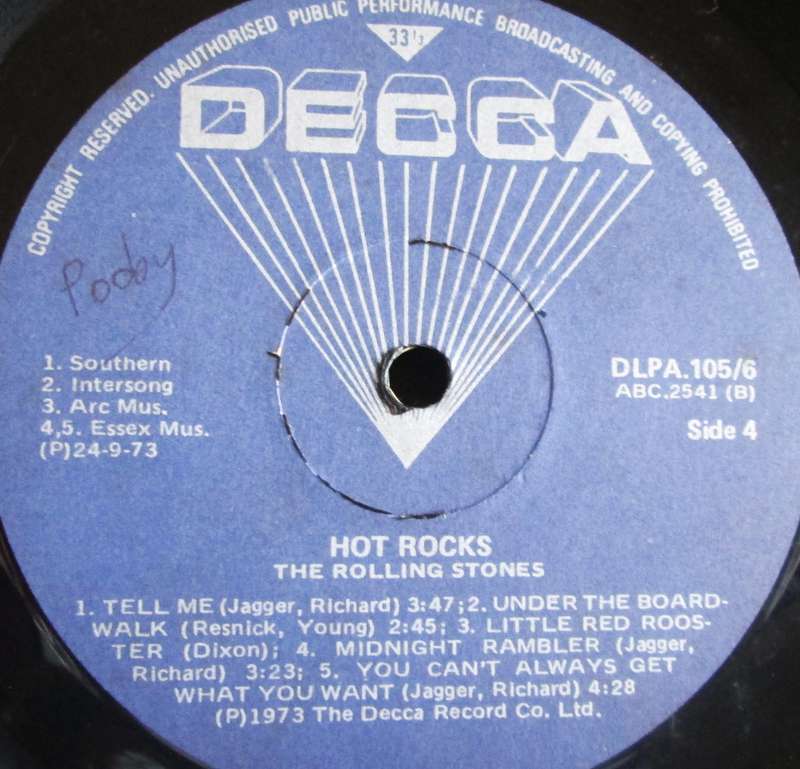 COPYRIGHT RESERVED. UNAUTHORISED PUBLIC PERFORMANCE BROADCASTING AND COPYING PROHIBITED
33⅓
DECCA
Pooby
1. Southern
2. Intersong
3. Arc Mus.
4,5. Essex Mus.
(P)24-9-73
DLPA.105/6
ABC.2541 (B)
Side 4
HOT ROCKS
THE ROLLING STONES
1. TELL ME (Jagger, Richard) 3:47; 2. UNDER THE BOARD-
WALK (Resnick, Young) 2:45; 3. LITTLE RED ROOS-
TER (Dixon); 4. MIDNIGHT RAMBLER (Jagger,
Richard) 3:23; 5. YOU CAN'T ALWAYS GET
WHAT YOU WANT (Jagger, Richard) 4:28
(P)1973 The Decca Record Co. Ltd.